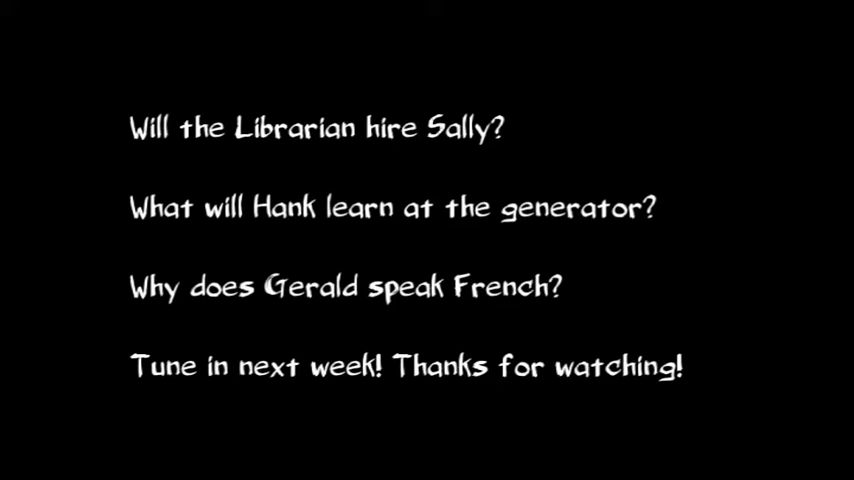 Will the Librarian hire Sally?
What will Hank learn at the generator?
Why does Gerald speak French?
Tune in next week! Thanks for watching!